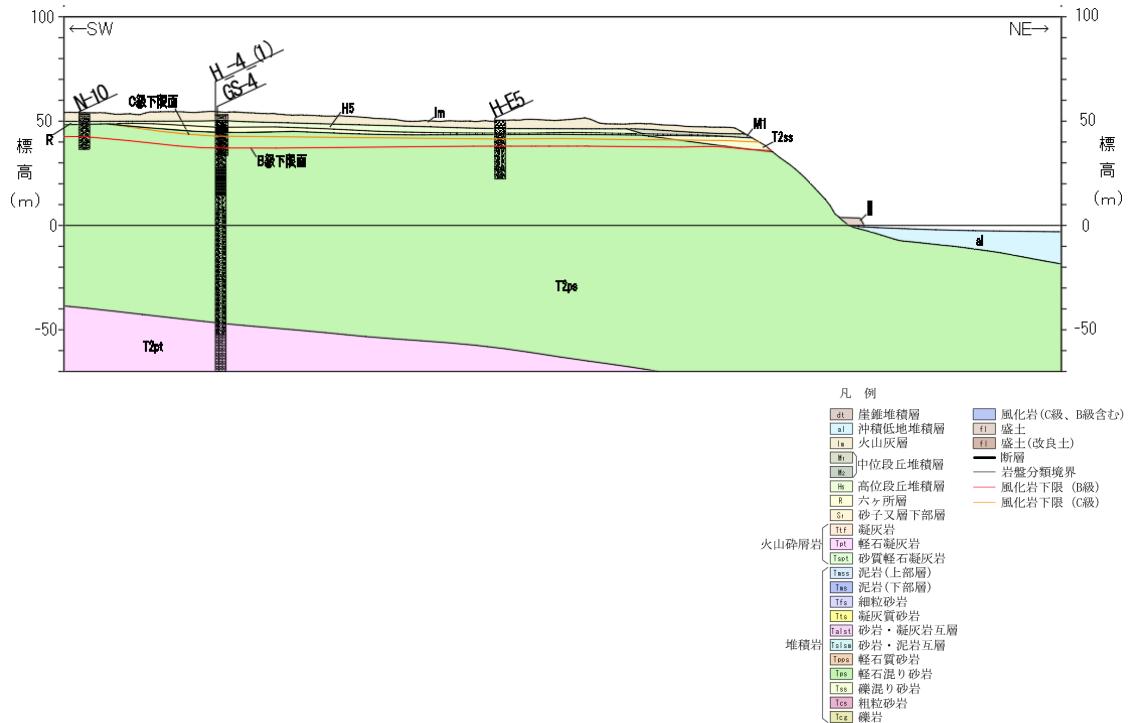 100
←SW
NE→
100
H-4 (1)
GS-4
N-10
C級下限面
H5
lm
H-E5
M1
T2ss
R
50
50
B級下限面
標高(m)
標高(m)
0
0
al
T2ps
-50
-50
T2pt
凡 例
dt 崖錐堆積層
al 沖積低地堆積層
lm 火山灰層
M₁
M₂
中位段丘堆積層
H₅ 高位段丘堆積層
R 六ヶ所層
S₁ 砂子又層下部層
火山砕屑岩
Ttf 凝灰岩
Tpt 軽石凝灰岩
Tspt 砂質軽石凝灰岩
堆積岩
Tmss 泥岩(上部層)
Tms 泥岩(下部層)
Tfs 細粒砂岩
Tts 凝灰質砂岩
Talst 砂岩・凝灰岩互層
Tslsm 砂岩・泥岩互層
Tpps 軽石質砂岩
Tps 軽石混り砂岩
Tss 礫混り砂岩
Tcs 粗粒砂岩
Tcg 礫岩
風化岩(C級、B級含む)
fl 盛土
fl 盛土(改良土)
断層
岩盤分類境界
風化岩下限 (B級)
風化岩下限 (C級)